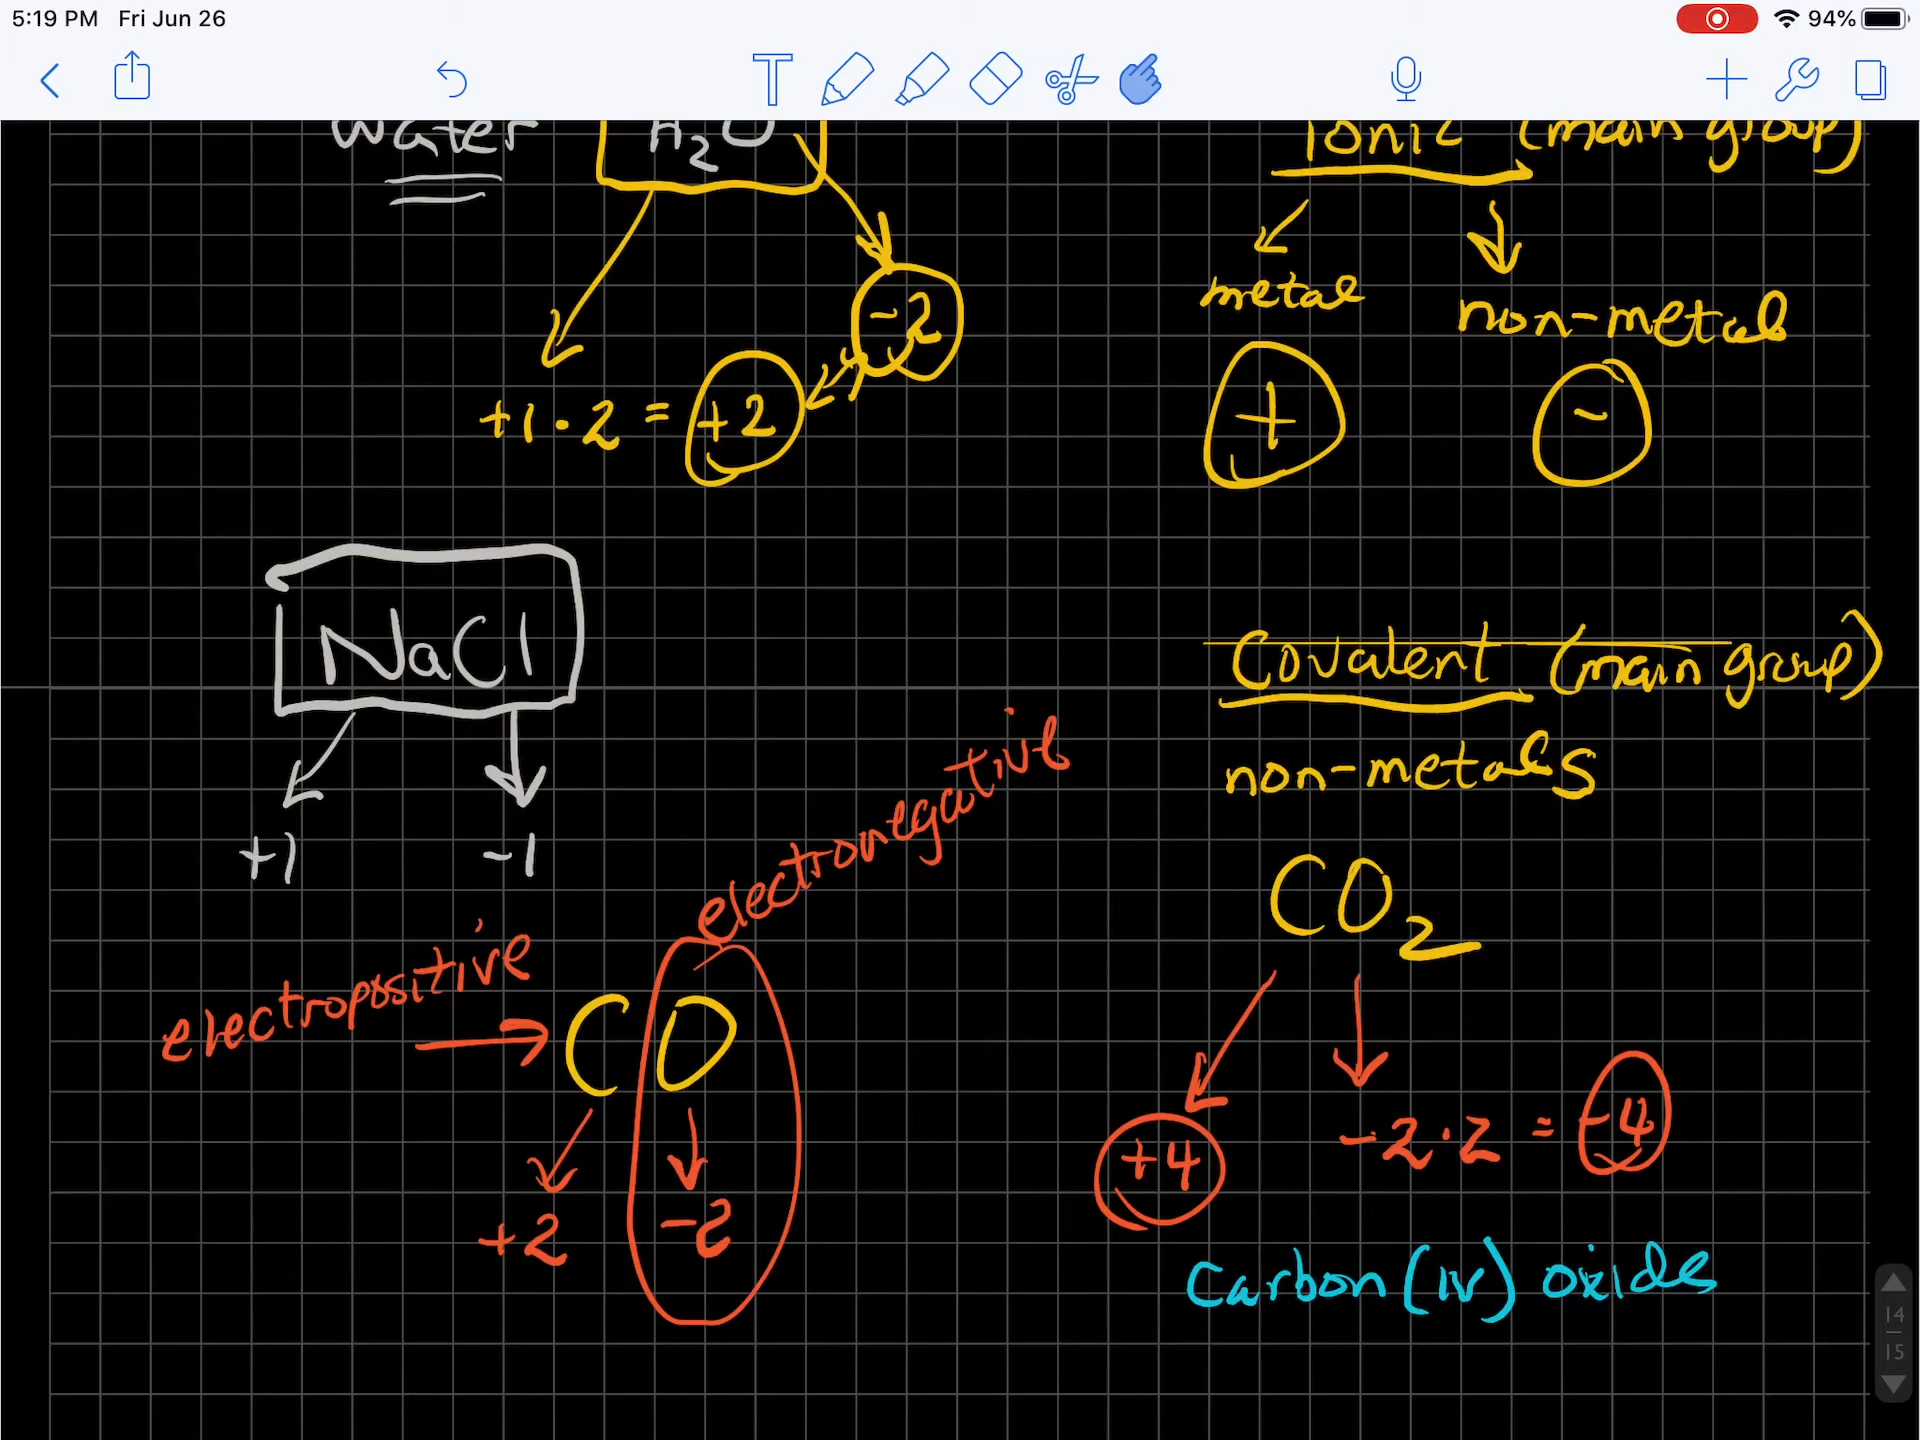 5:19 PM Fri Jun 26
94%
T
water H₂O
Ionic (main group)
metal
non-metal
-2
+1 · 2 = +2
+
-
NaCl
+1
-1
Covalent (main group)
non-metals
electronegative
electropositive
CO
+2
-2
CO₂
+4
-2·2 = -4
Carbon (IV) oxide
14
15